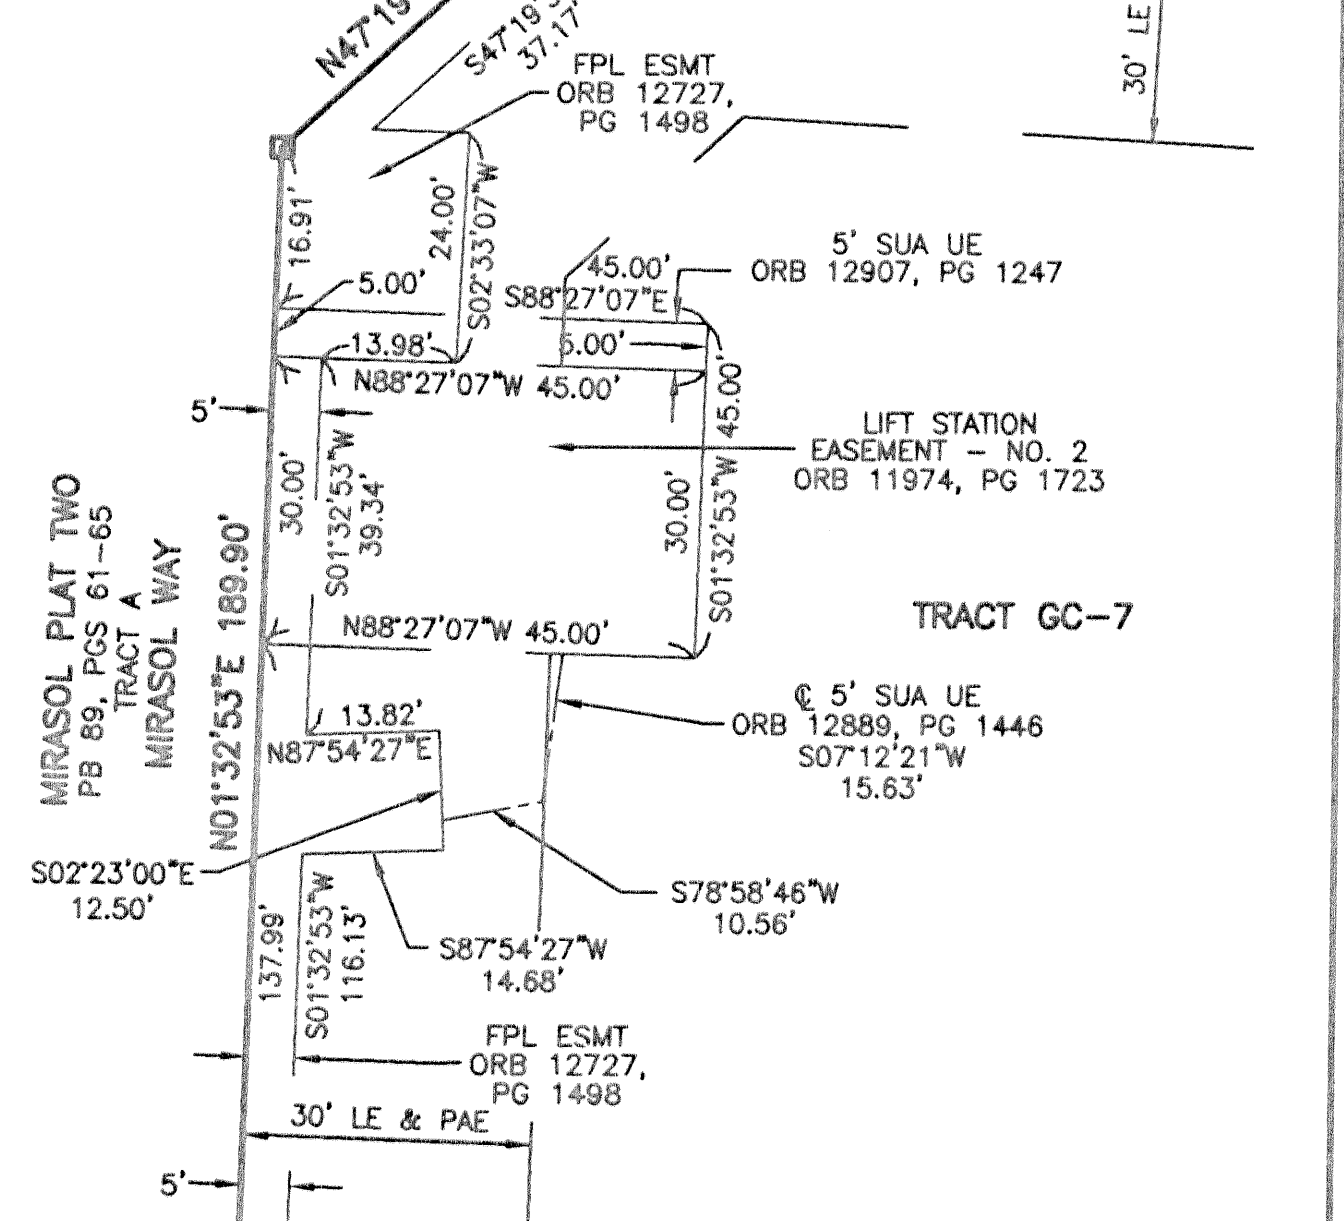 N47°19'
S47°19'
37.17'
30' LE
FPL ESMT
ORB 12727,
PG 1498
16.91'
24.00'
S02°33'07"W
5.00'
45.00'
S88°27'07"E
5' SUA UE
ORB 12907, PG 1247
13.98'
5.00'
N88°27'07"W 45.00'
5'
30.00'
S01°32'53"W
39.34'
30.00'
S01°32'53"W 45.00'
LIFT STATION
EASEMENT - NO. 2
ORB 11974, PG 1723
MIRASOL PLAT TWO
PB 89, PGS 61-65
TRACT A
MIRASOL WAY
N01°32'53"E 189.90'
N88°27'07"W 45.00'
TRACT GC-7
13.82'
N87°54'27"E
℄ 5' SUA UE
ORB 12889, PG 1446
S07°12'21"W
15.63'
S02°23'00"E
12.50'
S78°58'46"W
10.56'
137.99'
S01°32'53"W
116.13'
S87°54'27"W
14.68'
FPL ESMT
ORB 12727,
PG 1498
30' LE & PAE
5'